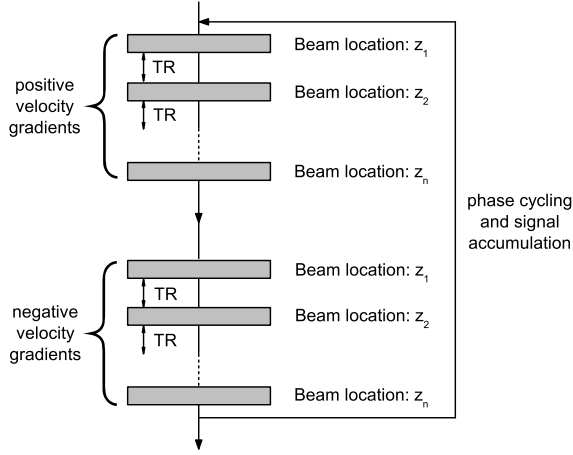 Beam location: z1
TR
positive
velocity
gradients
Beam location: z2
TR
Beam location: zn
phase cycling
and signal
accumulation
Beam location: z1
TR
negative
velocity
gradients
Beam location: z2
TR
Beam location: zn